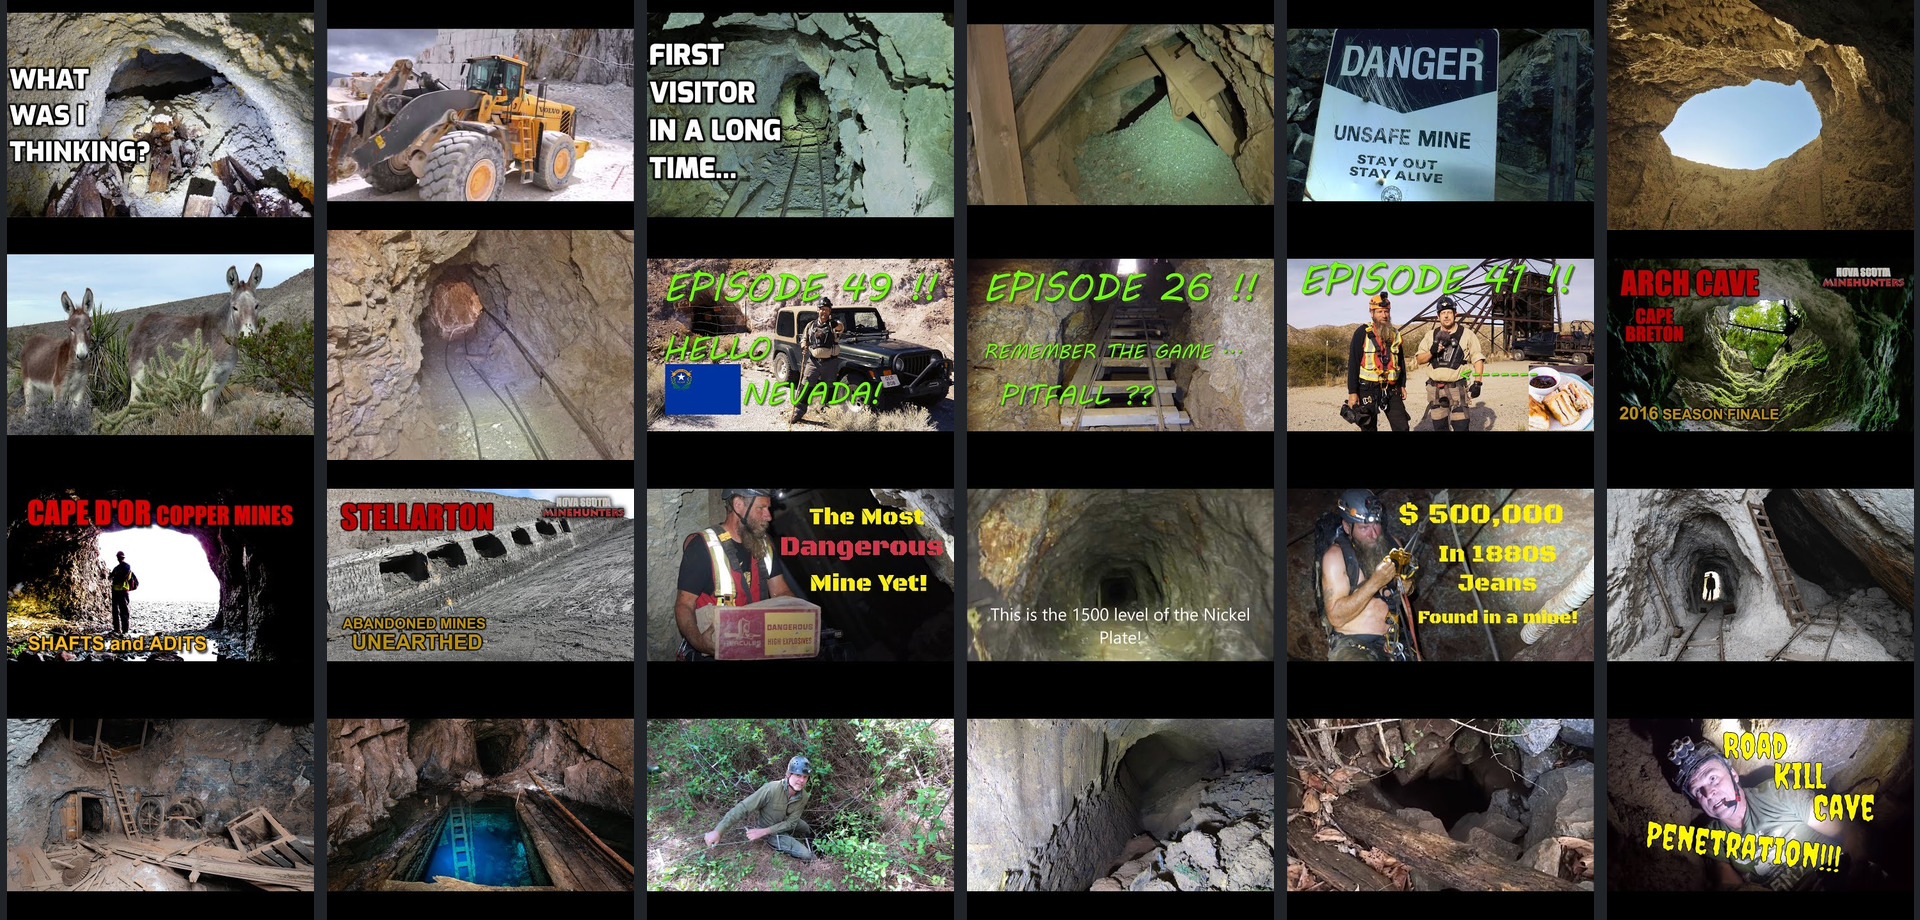 WHAT
WAS I
THINKING?
VOLVO
FIRST
VISITOR
IN A LONG
TIME...
DANGER
UNSAFE MINE
STAY OUT
STAY ALIVE
EPISODE 49 !!
HELLO
NEVADA!
EPISODE 26 !!
REMEMBER THE GAME ...
PITFALL ??
EPISODE 41 !!
ARCH CAVE
CAPE
BRETON
NOVA SCOTIA
MINEHUNTERS
2016 SEASON FINALE
CAPE D'OR COPPER MINES
SHAFTS and ADITS
STELLARTON
NOVA SCOTIA
MINEHUNTERS
ABANDONED MINES
UNEARTHED
The Most
Dangerous
Mine Yet!
HERCULES
DANGEROUS
HIGH EXPLOSIVES
This is the 1500 level of the Nickel
Plate!
$ 500,000
In 1880s
Jeans
Found in a mine!
ROAD
KILL
CAVE
PENETRATION!!!